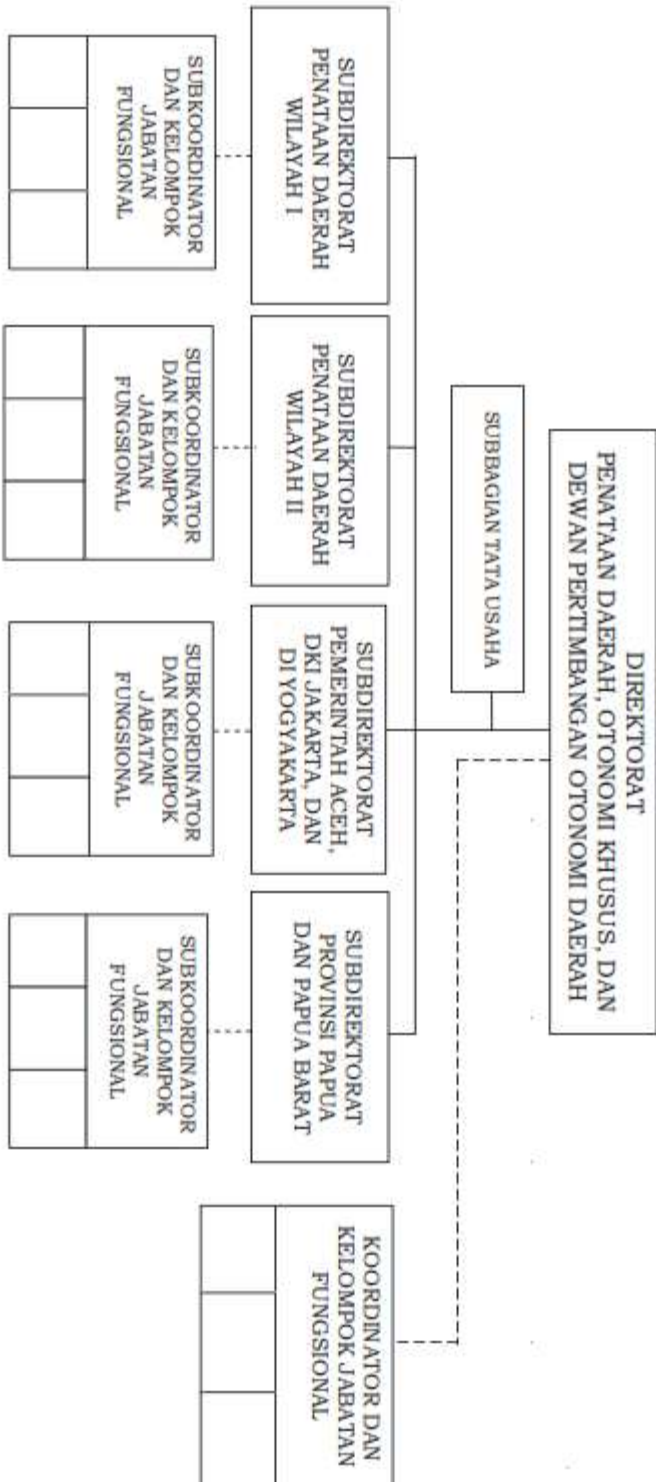 DIREKTORAT
PENATAAN DAERAH, OTONOMI KHUSUS, DAN
DEWAN PERTIMBANGAN OTONOMI DAERAH
SUBBAGIAN TATA USAHA
SUBDIREKTORAT
PENATAAN DAERAH
WILAYAH I
SUBDIREKTORAT
PENATAAN DAERAH
WILAYAH II
SUBDIREKTORAT
PEMERINTAH ACEH,
DKI JAKARTA, DAN
DI YOGYAKARTA
SUBDIREKTORAT
PROVINSI PAPUA
DAN PAPUA BARAT
KOORDINATOR DAN
KELOMPOK JABATAN
FUNGSIONAL
SUBKOORDINATOR
DAN KELOMPOK
JABATAN
FUNGSIONAL
SUBKOORDINATOR
DAN KELOMPOK
JABATAN
FUNGSIONAL
SUBKOORDINATOR
DAN KELOMPOK
JABATAN
FUNGSIONAL
SUBKOORDINATOR
DAN KELOMPOK
JABATAN
FUNGSIONAL